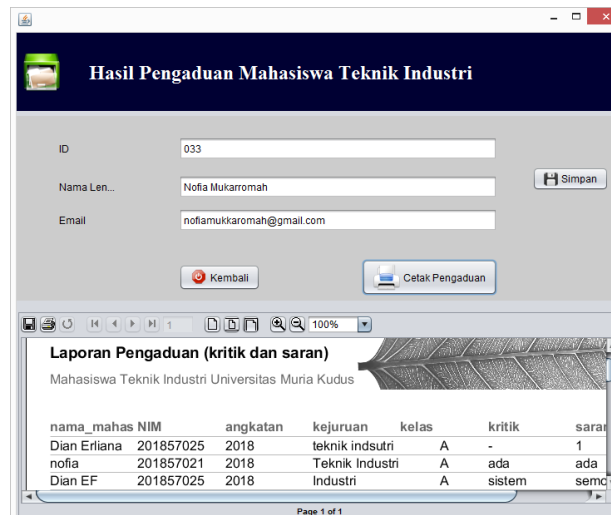 Hasil Pengaduan Mahasiswa Teknik Industri
ID 033
Simpan
Nama Len... Nofia Mukarromah
Email nofiamukkaromah@gmail.com
Kembali Cetak Pengaduan
1 100%
Laporan Pengaduan (kritik dan saran)
Mahasiswa Teknik Industri Universitas Muria Kudus
nama_mahas NIM angkatan kejuruan kelas kritik saran
Dian Erliana 201857025 2018 teknik indsutri A - 1
nofia 201857021 2018 Teknik Industri A ada ada
Dian EF 201857025 2018 Industri A sistem
Page 1 of 1